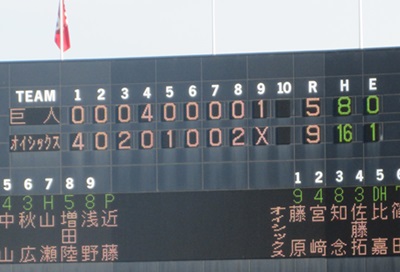 TEAM 1 2 3 4 5 6 7 8 9 10 R H E
巨人 0 0 0 4 0 0 0 0 1 5 8 0
オイシックス 4 0 2 0 1 0 0 2 X 9 16 1
5 6 7 8 9 1 2 3 4 5 6
4 3 H 5 8 P 9 4 8 3 DH 7
中山 秋広 山瀬 増田陸 浅野 近藤 オイシックス 藤原 宮崎 知念 佐藤拓 比嘉 篠田